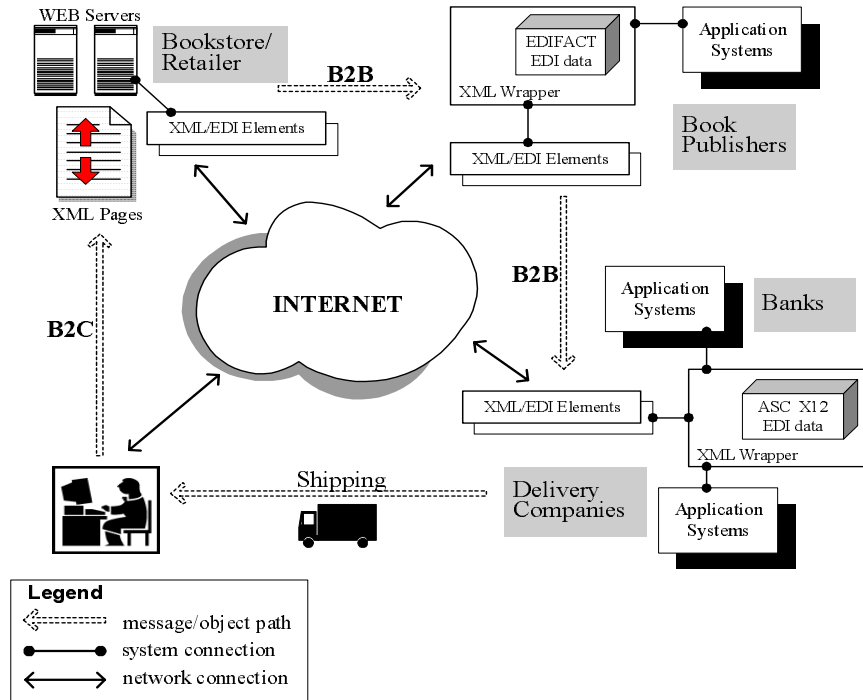 WEB Servers
Bookstore/
Retailer
B2B
EDIFACT
EDI data
XML Wrapper
Application
Systems
XML/EDI Elements
Book
Publishers
XML/EDI Elements
XML Pages
B2C
INTERNET
B2B
Application
Systems
Banks
XML/EDI Elements
ASC X12
EDI data
XML Wrapper
Shipping
Delivery
Companies
Application
Systems
Legend
message/object path
system connection
network connection